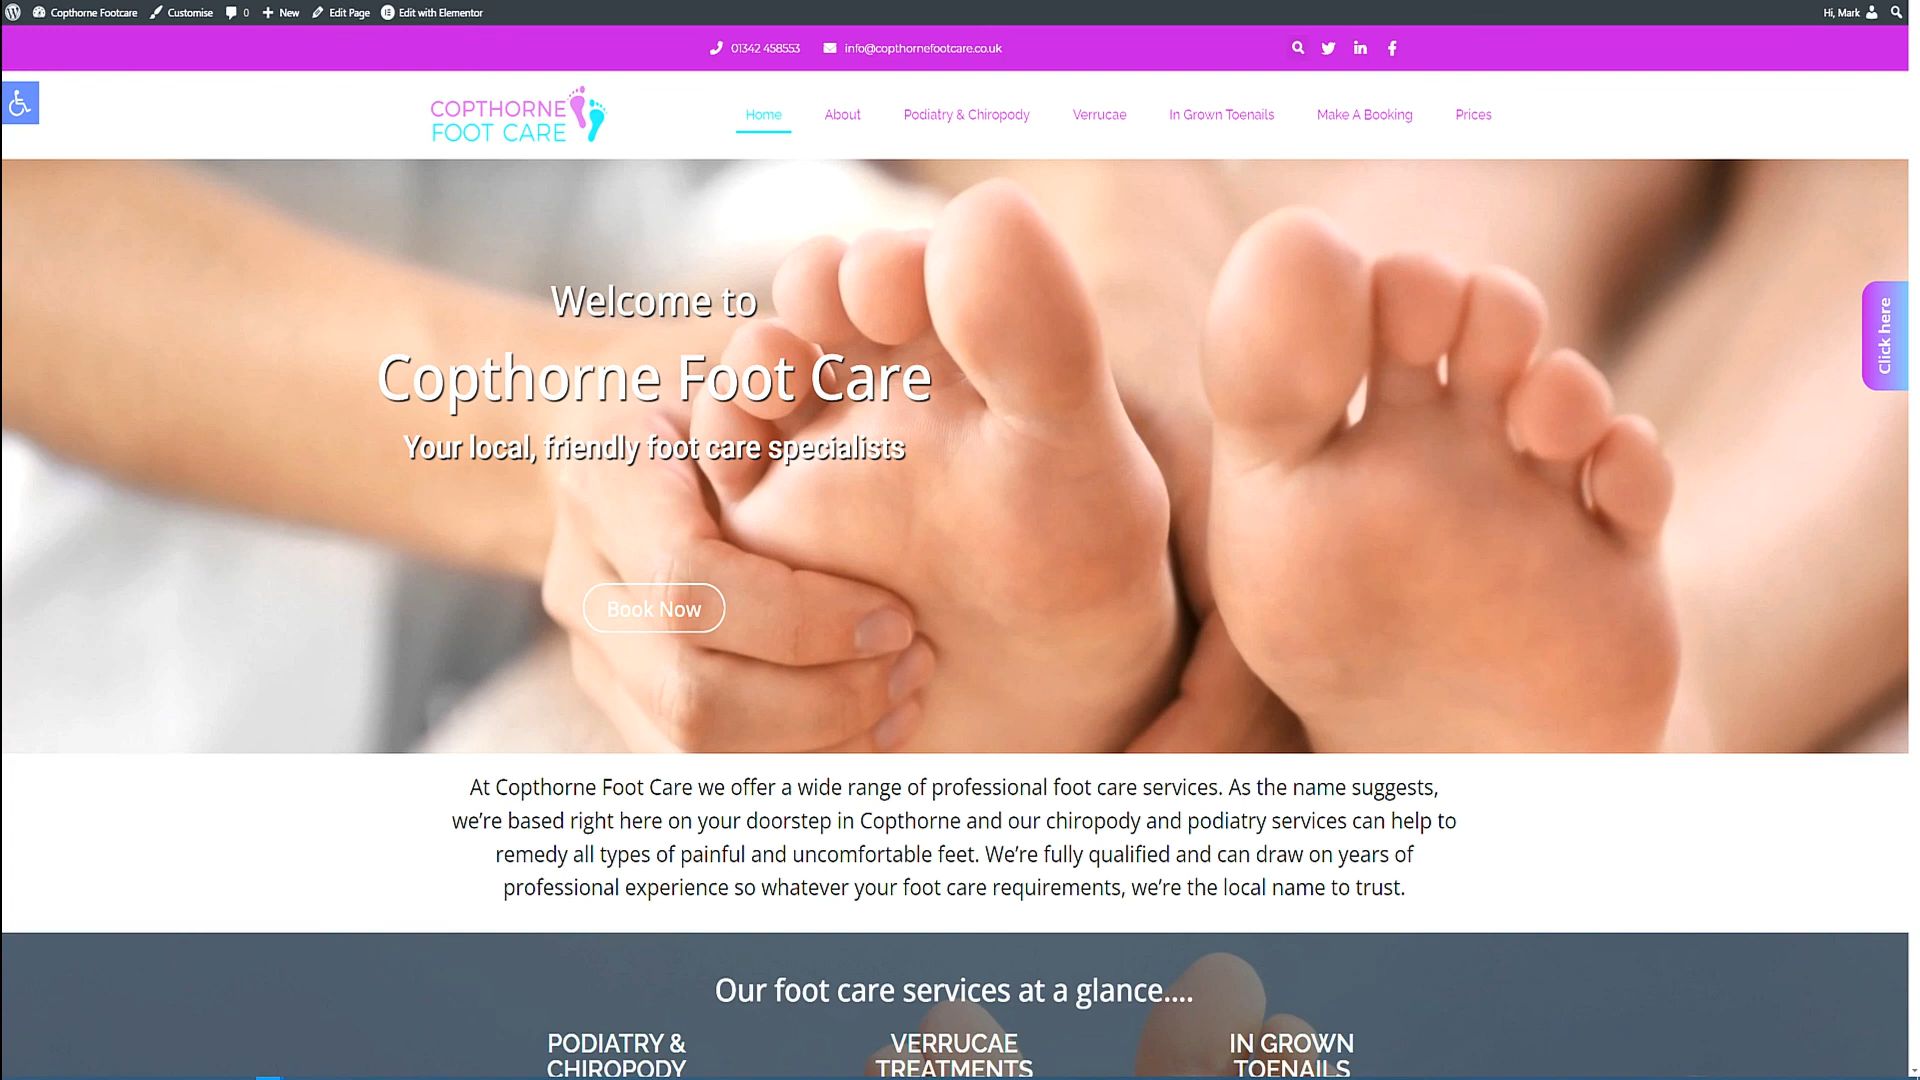 Copthorne Footcare Customise 0 New Edit Page Edit with Elementor Hi, Mark
01342 458553 info@copthornefootcare.co.uk
COPTHORNE
FOOT CARE
Home About Podiatry & Chiropody Verrucae In Grown Toenails Make A Booking Prices
Welcome to
Copthorne Foot Care
Your local, friendly foot care specialists
Click here
Book Now
At Copthorne Foot Care we offer a wide range of professional foot care services. As the name suggests,
we’re based right here on your doorstep in Copthorne and our chiropody and podiatry services can help to
remedy all types of painful and uncomfortable feet. We’re fully qualified and can draw on years of
professional experience so whatever your foot care requirements, we’re the local name to trust.
Our foot care services at a glance....
PODIATRY &
CHIROPODY
VERRUCAE
TREATMENTS
IN GROWN
TOENAILS